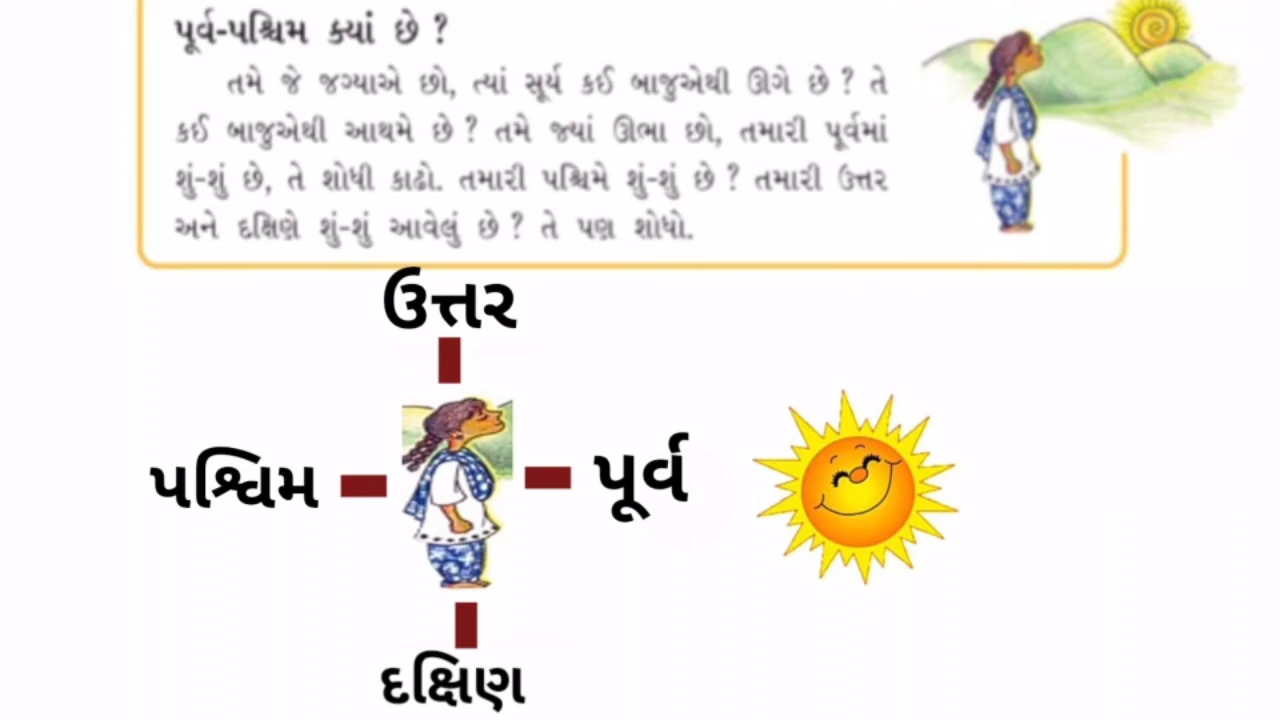 પૂર્વ-પશ્ચિમ ક્યાં છે ?
તમે જે જગ્યાએ છો, ત્યાં સૂર્ય કઈ બાજુએથી ઊગે છે ? તે
કઈ બાજુએથી આથમે છે ? તમે જ્યાં ઊભા છો, તમારી પૂર્વમાં
શું-શું છે, તે શોધી કાઢો. તમારી પશ્ચિમે શું-શું છે ? તમારી ઉત્તર
અને દક્ષિણે શું-શું આવેલું છે ? તે પણ શોધો.
ઉત્તર
પશ્વિમ
પૂર્વ
દક્ષિણ